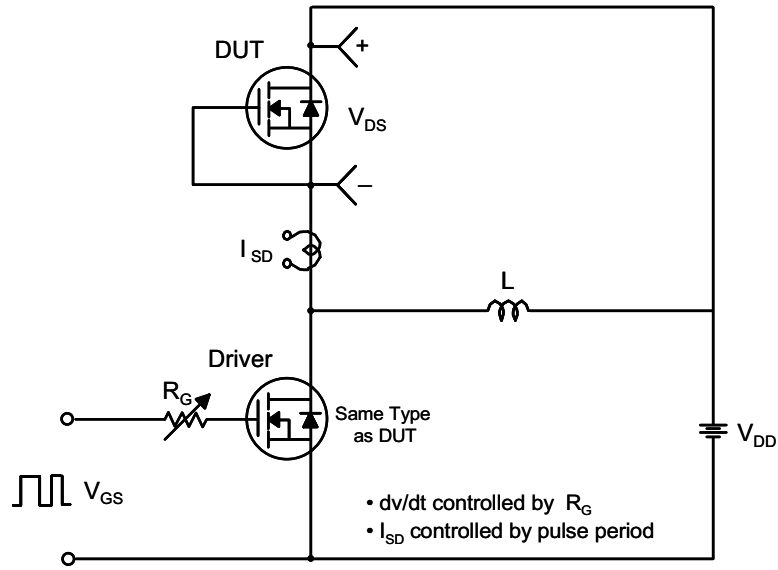 DUT
+
V_DS
–
I_SD
L
Driver
R_G
Same Type
as DUT
V_DD
V_GS
• dv/dt controlled by R_G
• I_SD controlled by pulse period